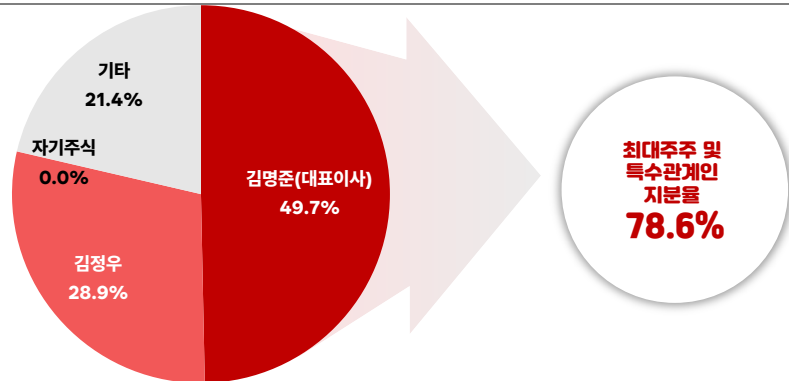 기타
21.4%
자기주식
0.0%
김명준(대표이사)
49.7%
김정우
28.9%
최대주주 및
특수관계인
지분율
78.6%